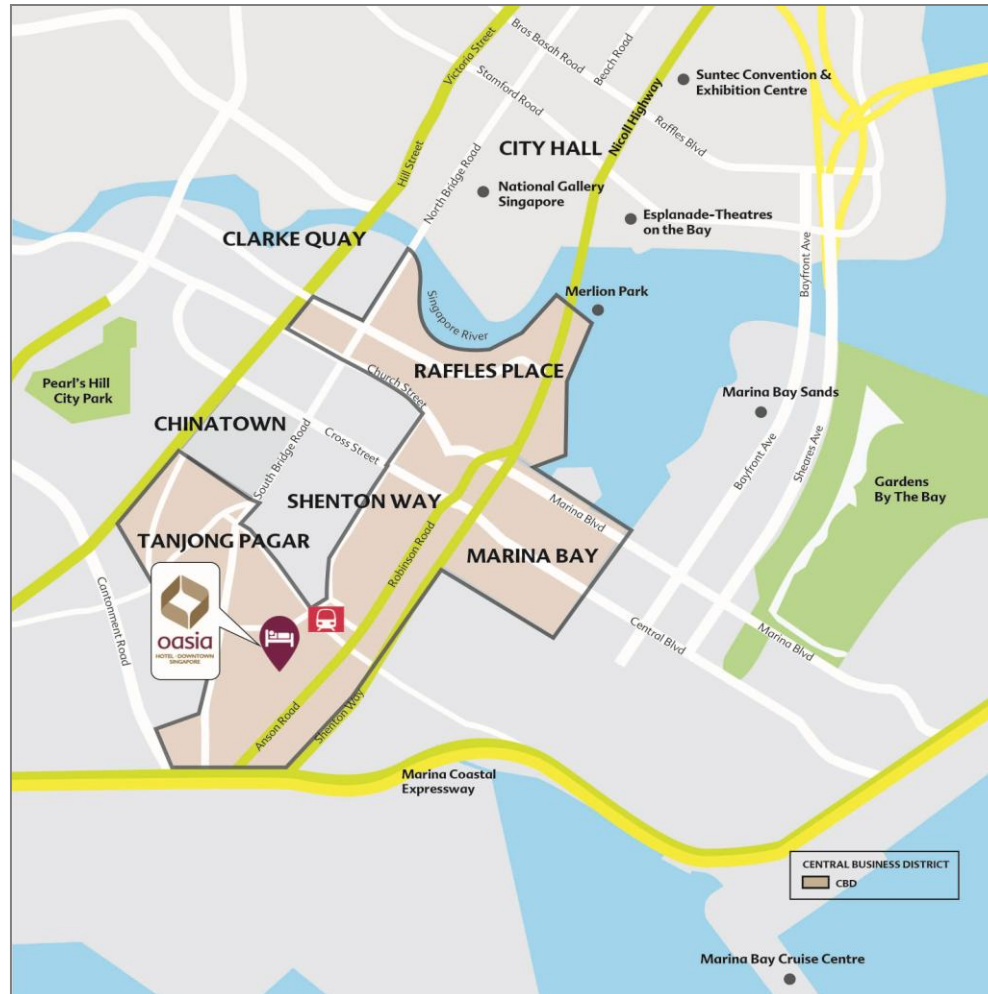 Bras Basah Road
Victoria Street
Beach Road
Stamford Road
Nicoll Highway
Suntec Convention &
Exhibition Centre
Raffles Blvd
CITY HALL
Hill Street
North Bridge Road
National Gallery
Singapore
Esplanade-Theatres
on the Bay
CLARKE QUAY
Bayfront Ave
Merlion Park
Singapore River
RAFFLES PLACE
Pearl's Hill
City Park
Church Street
Marina Bay Sands
CHINATOWN
Cross Street
South Bridge Road
Bayfront Ave
Sheares Ave
Gardens
By The Bay
SHENTON WAY
Marina Blvd
TANJONG PAGAR
Robinson Road
MARINA BAY
Cantonment Road
oasia
HOTEL · DOWNTOWN
SINGAPORE
Central Blvd
Marina Blvd
Anson Road
Shenton Way
Marina Coastal
Expressway
CENTRAL BUSINESS DISTRICT
CBD
Marina Bay Cruise Centre